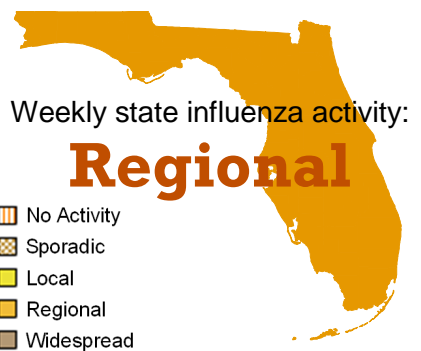 Weekly state influenza activity:
Regional
No Activity
Sporadic
Local
Regional
Widespread